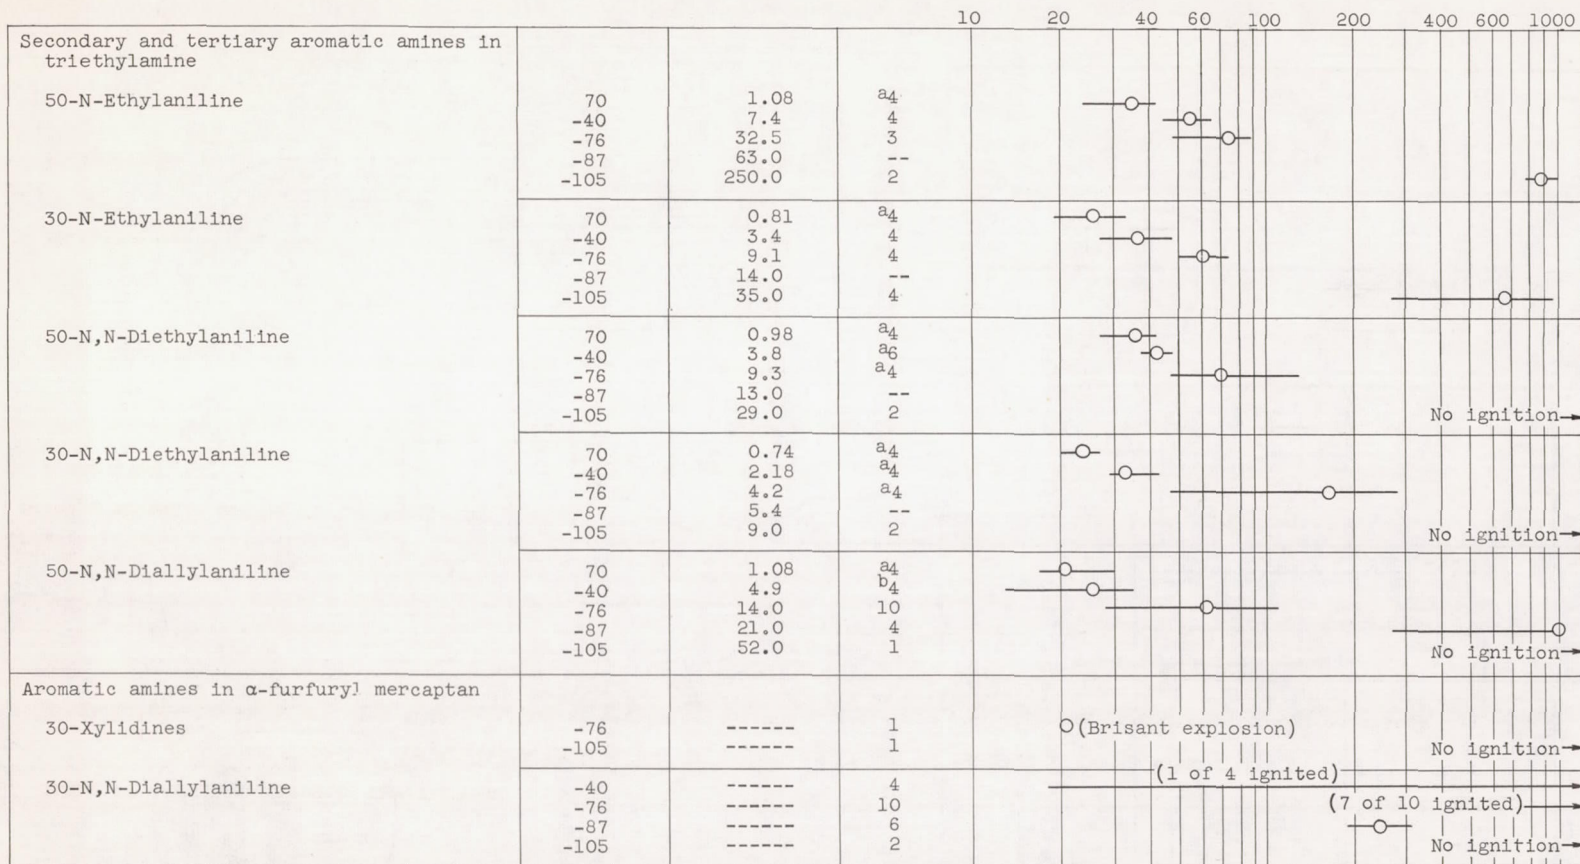 10 20 40 60 100 200 400 600 1000
Secondary and tertiary aromatic amines in
triethylamine
50-N-Ethylaniline 70 1.08 a4
-40 7.4 4
-76 32.5 3
-87 63.0 --
-105 250.0 2
30-N-Ethylaniline 70 0.81 a4
-40 3.4 4
-76 9.1 4
-87 14.0 --
-105 35.0 4
50-N,N-Diethylaniline 70 0.98 a4
-40 3.8 a6
-76 9.3 a4
-87 13.0 --
-105 29.0 2 No ignition
30-N,N-Diethylaniline 70 0.74 a4
-40 2.18 a4
-76 4.2 a4
-87 5.4 --
-105 9.0 2 No ignition
50-N,N-Diallylaniline 70 1.08 a4
-40 4.9 b4
-76 14.0 10
-87 21.0 4
-105 52.0 1 No ignition
Aromatic amines in α-furfuryl mercaptan
30-Xylidines -76 ------ 1 (Brisant explosion)
-105 ------ 1 No ignition
30-N,N-Diallylaniline -40 ------ 4 (1 of 4 ignited)
-76 ------ 10 (7 of 10 ignited)
-87 ------ 6
-105 ------ 2 No ignition